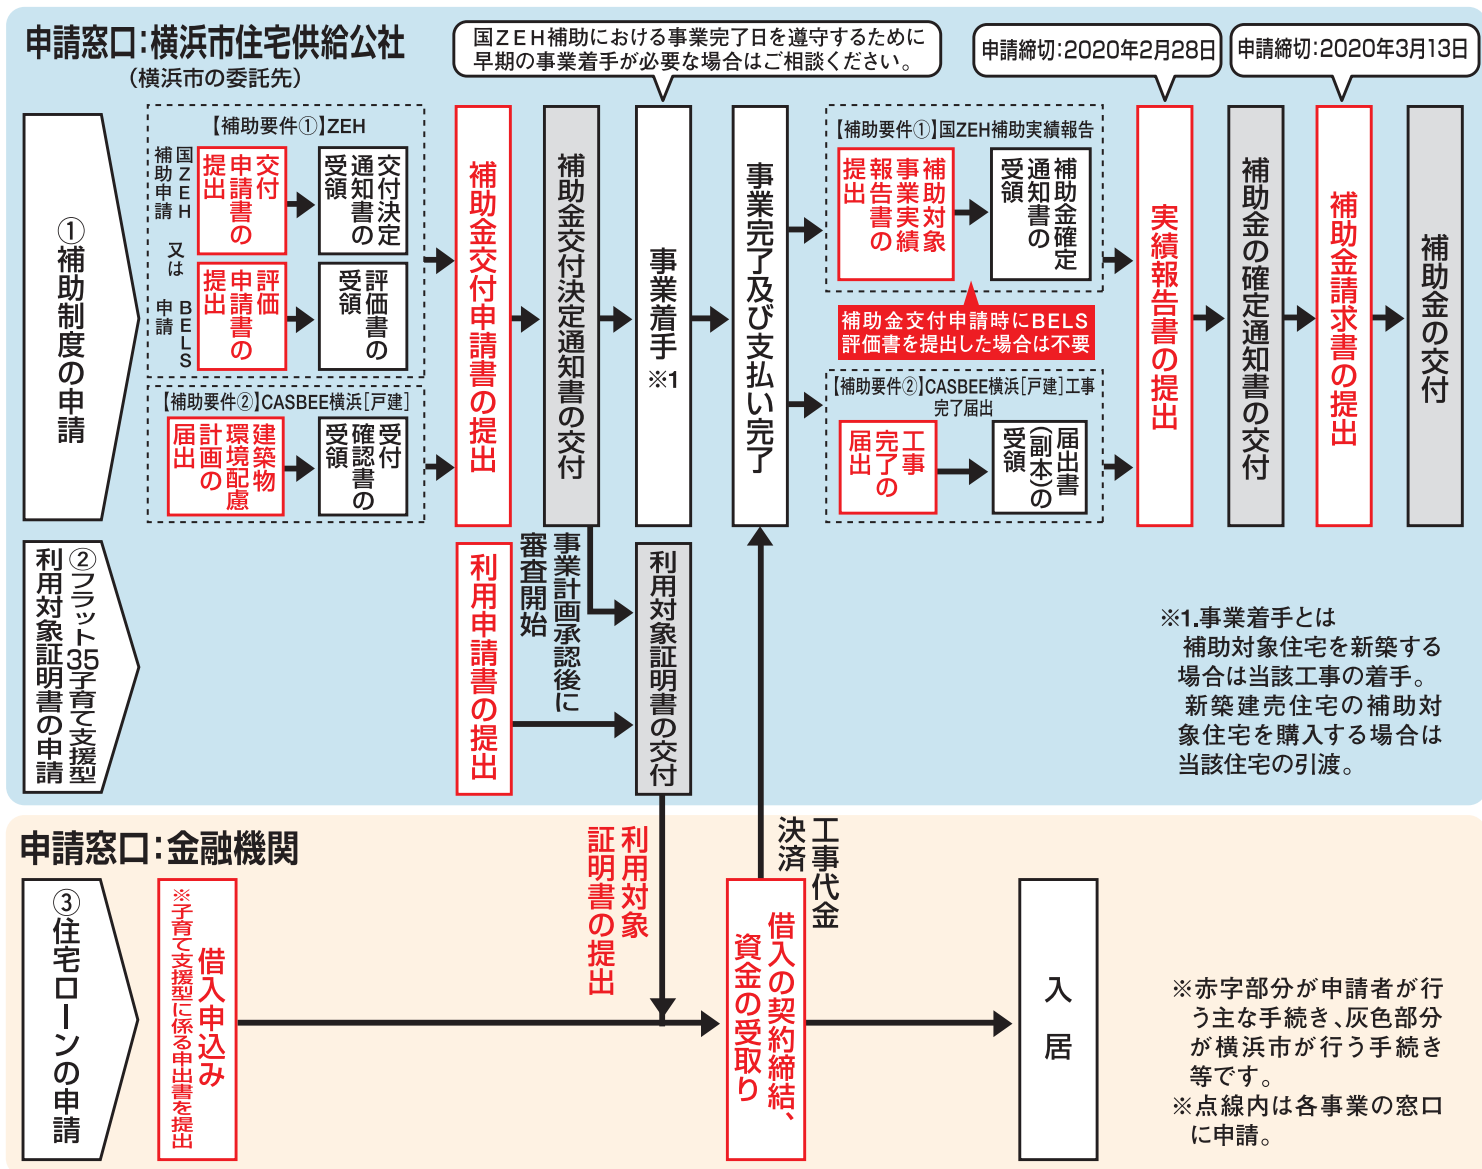 申請窓口：横浜市住宅供給公社
（横浜市の委託先）
国ZEH補助における事業完了日を遵守するために
早期の事業着手が必要な場合はご相談ください。
申請締切：2020年2月28日
申請締切：2020年3月13日
①補助制度の申請
【補助要件①】ZEH
国ZEH
補助申請
又は
BELS
申請
交付
申請書の
提出
交付決定
通知書の
受領
評価
申請書の
提出
評価書の
受領
【補助要件②】CASBEE横浜［戸建］
建築物
環境配慮
計画の
届出
受付
確認書の
受領
補助金交付申請書の提出
補助金交付決定通知書の交付
事業着手
※1
事業完了及び支払い完了
【補助要件①】国ZEH補助実績報告
補助対象
事業実績
報告書の
提出
補助金確定
通知書の
受領
補助金交付申請時にBELS
評価書を提出した場合は不要
【補助要件②】CASBEE横浜［戸建］工事
完了届出
工事
完了の
届出
届出書
（副本）の
受領
実績報告書の提出
補助金の確定通知書の交付
補助金請求書の提出
補助金の交付
②フラット35子育て支援型
利用対象証明書の申請
利用申請書の提出
事業計画承認後に
審査開始
利用対象証明書の交付
※1.事業着手とは
補助対象住宅を新築する
場合は当該工事の着手。
新築建売住宅の補助対
象住宅を購入する場合は
当該住宅の引渡。
申請窓口：金融機関
③住宅ローンの申請
借入申込み
※子育て支援型に係る申出書を提出
利用対象
証明書の提出
工事代金
決済
借入の契約締結、
資金の受取り
入居
※赤字部分が申請者が行
う主な手続き、灰色部分
が横浜市が行う手続き
等です。
※点線内は各事業の窓口
に申請。